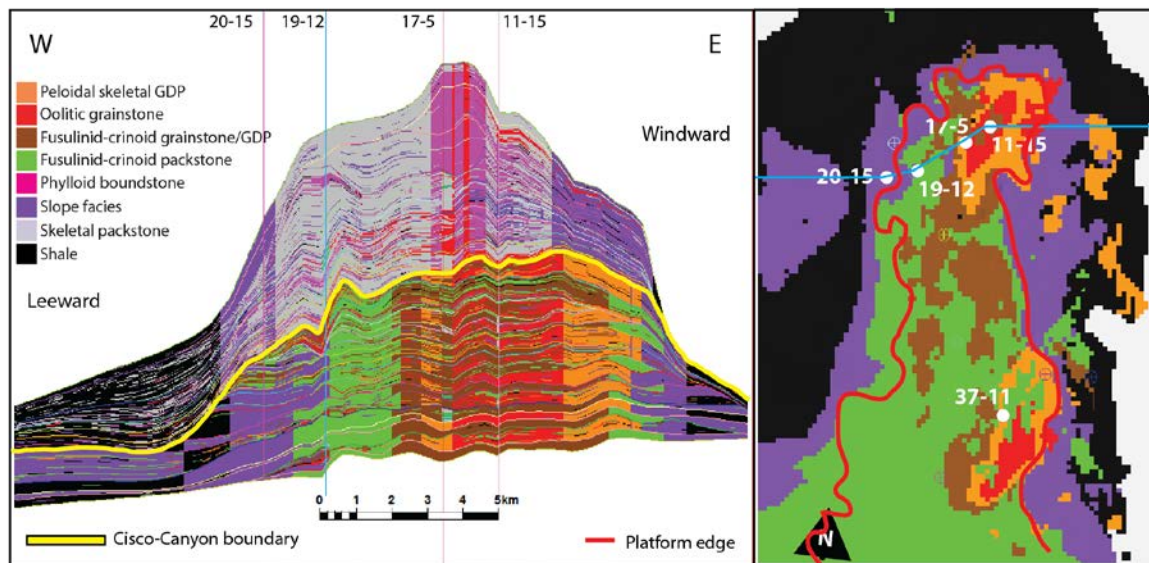 20-15
19-12
17-5
11-15
W
E
Peloidal skeletal GDP
Oolitic grainstone
Fusulinid-crinoid grainstone/GDP
Fusulinid-crinoid packstone
Phylloid boundstone
Slope facies
Skeletal packstone
Shale
Windward
Leeward
0 1 2 3 4 5km
Cisco-Canyon boundary
Platform edge
17-5
11-15
20-15
19-12
37-11
N